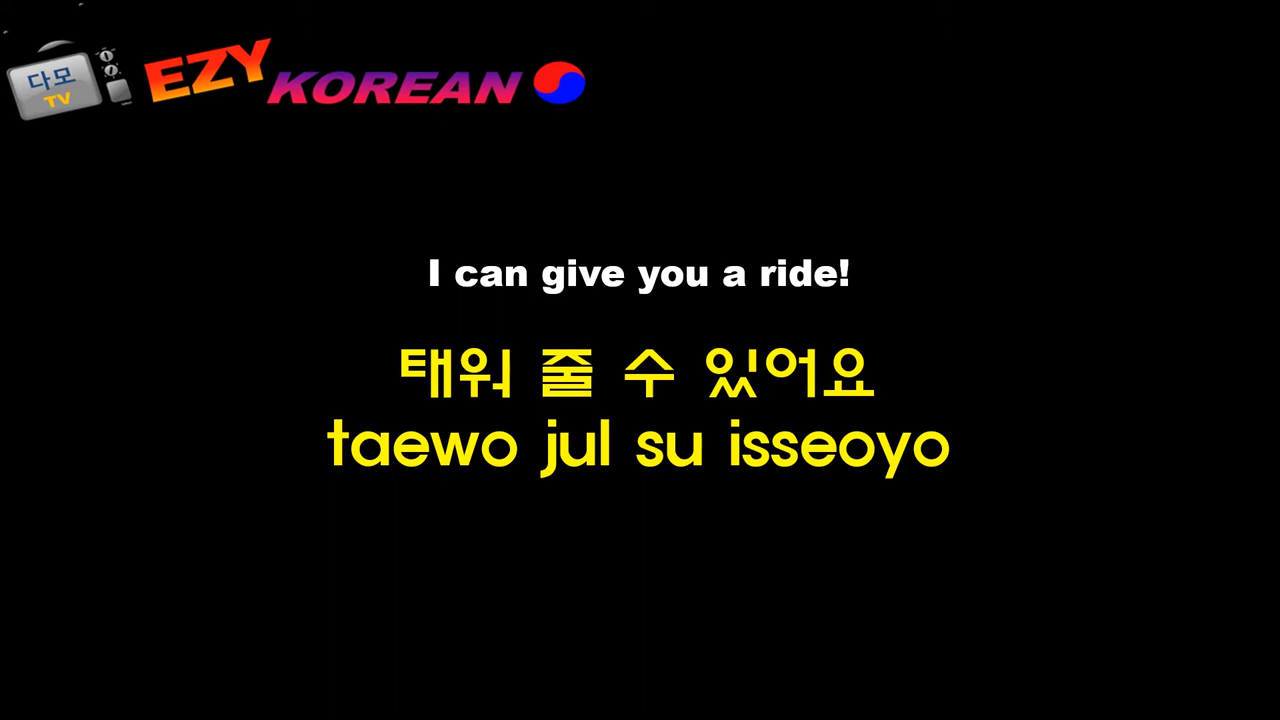 다모
TV
EZY KOREAN
I can give you a ride!
태워 줄 수 있어요
taewo jul su isseoyo